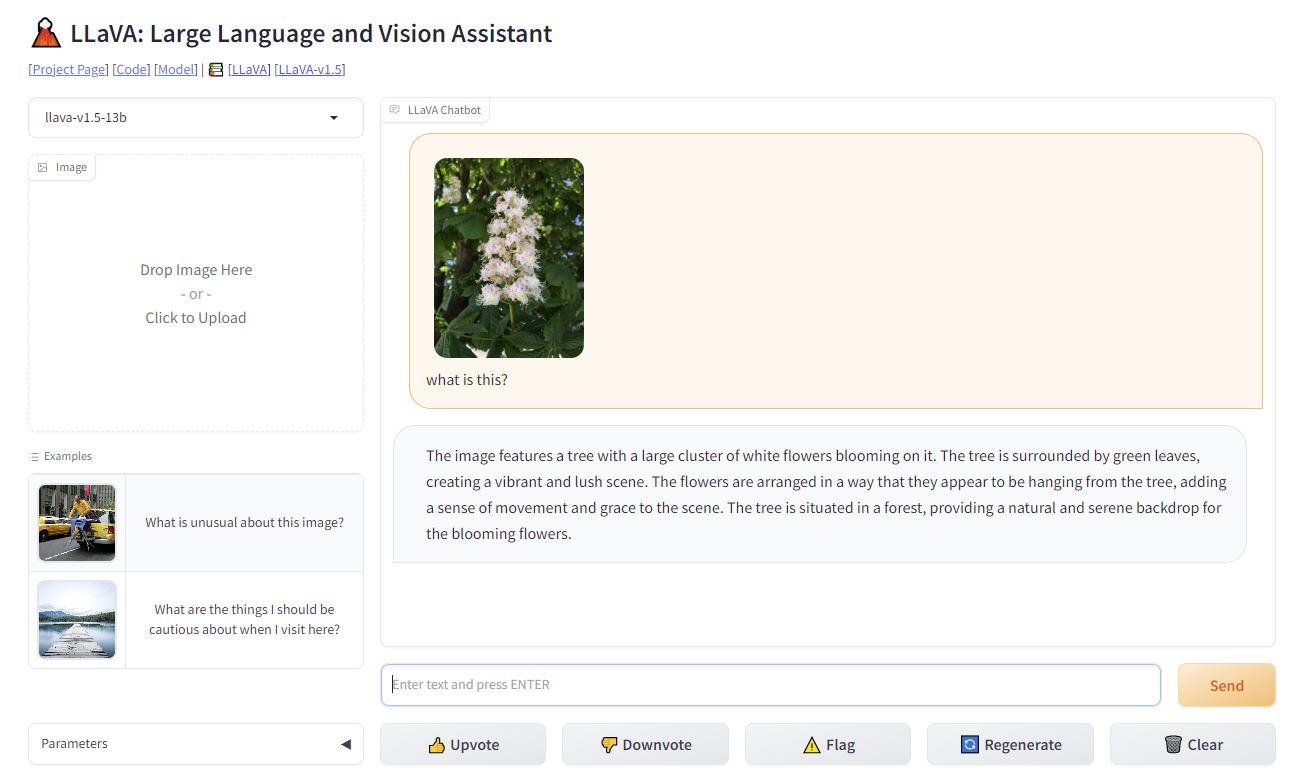 LLaVA: Large Language and Vision Assistant
[Project Page] [Code] [Model] | [LLaVA] [LLaVA-v1.5]
llava-v1.5-13b
Image
Drop Image Here
- or -
Click to Upload
Examples
What is unusual about this image?
What are the things I should be
cautious about when I visit here?
Parameters
LLaVA Chatbot
what is this?
The image features a tree with a large cluster of white flowers blooming on it. The tree is surrounded by green leaves,
creating a vibrant and lush scene. The flowers are arranged in a way that they appear to be hanging from the tree, adding
a sense of movement and grace to the scene. The tree is situated in a forest, providing a natural and serene backdrop for
the blooming flowers.
Enter text and press ENTER
Send
Upvote
Downvote
Flag
Regenerate
Clear